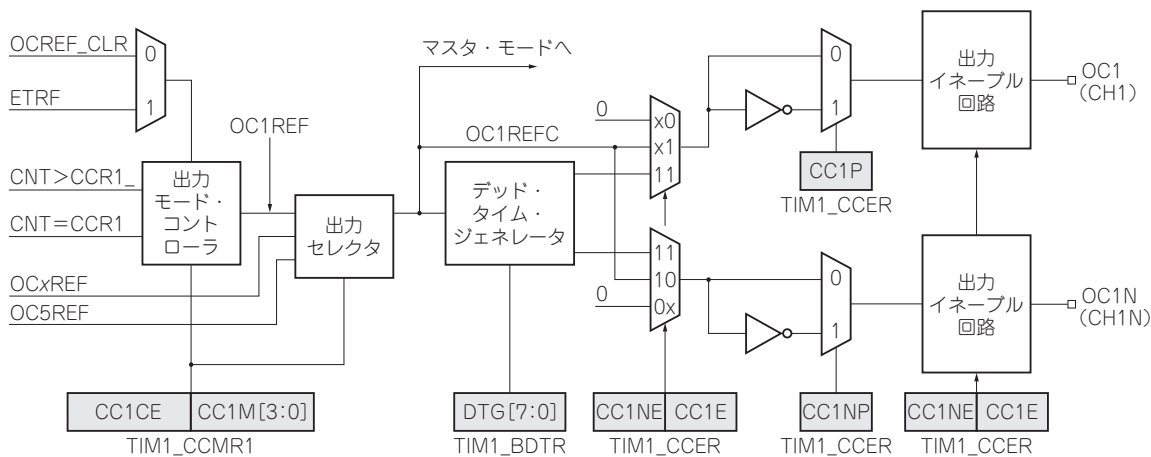 OCREF_CLR
ETRF
0
1
CNT>CCR1_
CNT=CCR1
OCxREF
OC5REF
出力
モード・
コント
ローラ
OC1REF
出力
セレクタ
マスタ・モードへ
OC1REFC
デッド・
タイム・
ジェネレータ
0
x0
x1
11
11
10
0x
0
0
1
CC1P
TIM1_CCER
0
1
出力
イネーブル
回路
OC1
(CH1)
出力
イネーブル
回路
OC1N
(CH1N)
CC1CE
CC1M[3:0]
TIM1_CCMR1
DTG[7:0]
TIM1_BDTR
CC1NE
CC1E
TIM1_CCER
CC1NP
TIM1_CCER
CC1NE
CC1E
TIM1_CCER